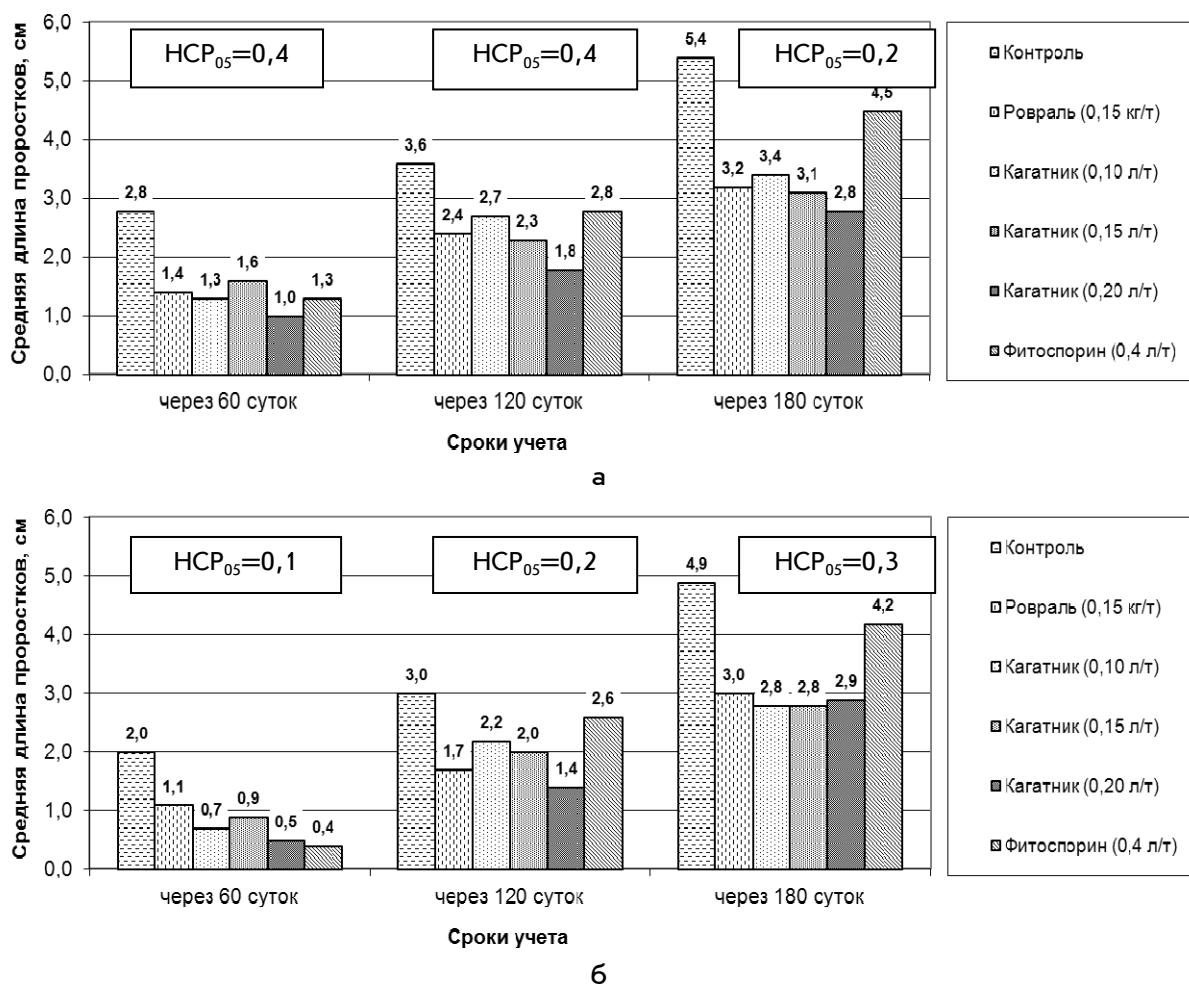 Средняя длина проростков, см
6,0
5,0
4,0
3,0
2,0
1,0
0,0
НСР05=0,4
НСР05=0,4
НСР05=0,2
2,8
1,4
1,3
1,6
1,0
1,3
3,6
2,4
2,7
2,3
1,8
2,8
5,4
3,2
3,4
3,1
2,8
4,5
через 60 суток
через 120 суток
через 180 суток
Сроки учета
Контроль
Ровраль (0,15 кг/т)
Кагатник (0,10 л/т)
Кагатник (0,15 л/т)
Кагатник (0,20 л/т)
Фитоспорин (0,4 л/т)
а
Средняя длина проростков, см
6,0
5,0
4,0
3,0
2,0
1,0
0,0
НСР05=0,1
НСР05=0,2
НСР05=0,3
2,0
1,1
0,7
0,9
0,5
0,4
3,0
1,7
2,2
2,0
1,4
2,6
4,9
3,0
2,8
2,8
2,9
4,2
через 60 суток
через 120 суток
через 180 суток
Сроки учета
Контроль
Ровраль (0,15 кг/т)
Кагатник (0,10 л/т)
Кагатник (0,15 л/т)
Кагатник (0,20 л/т)
Фитоспорин (0,4 л/т)
б